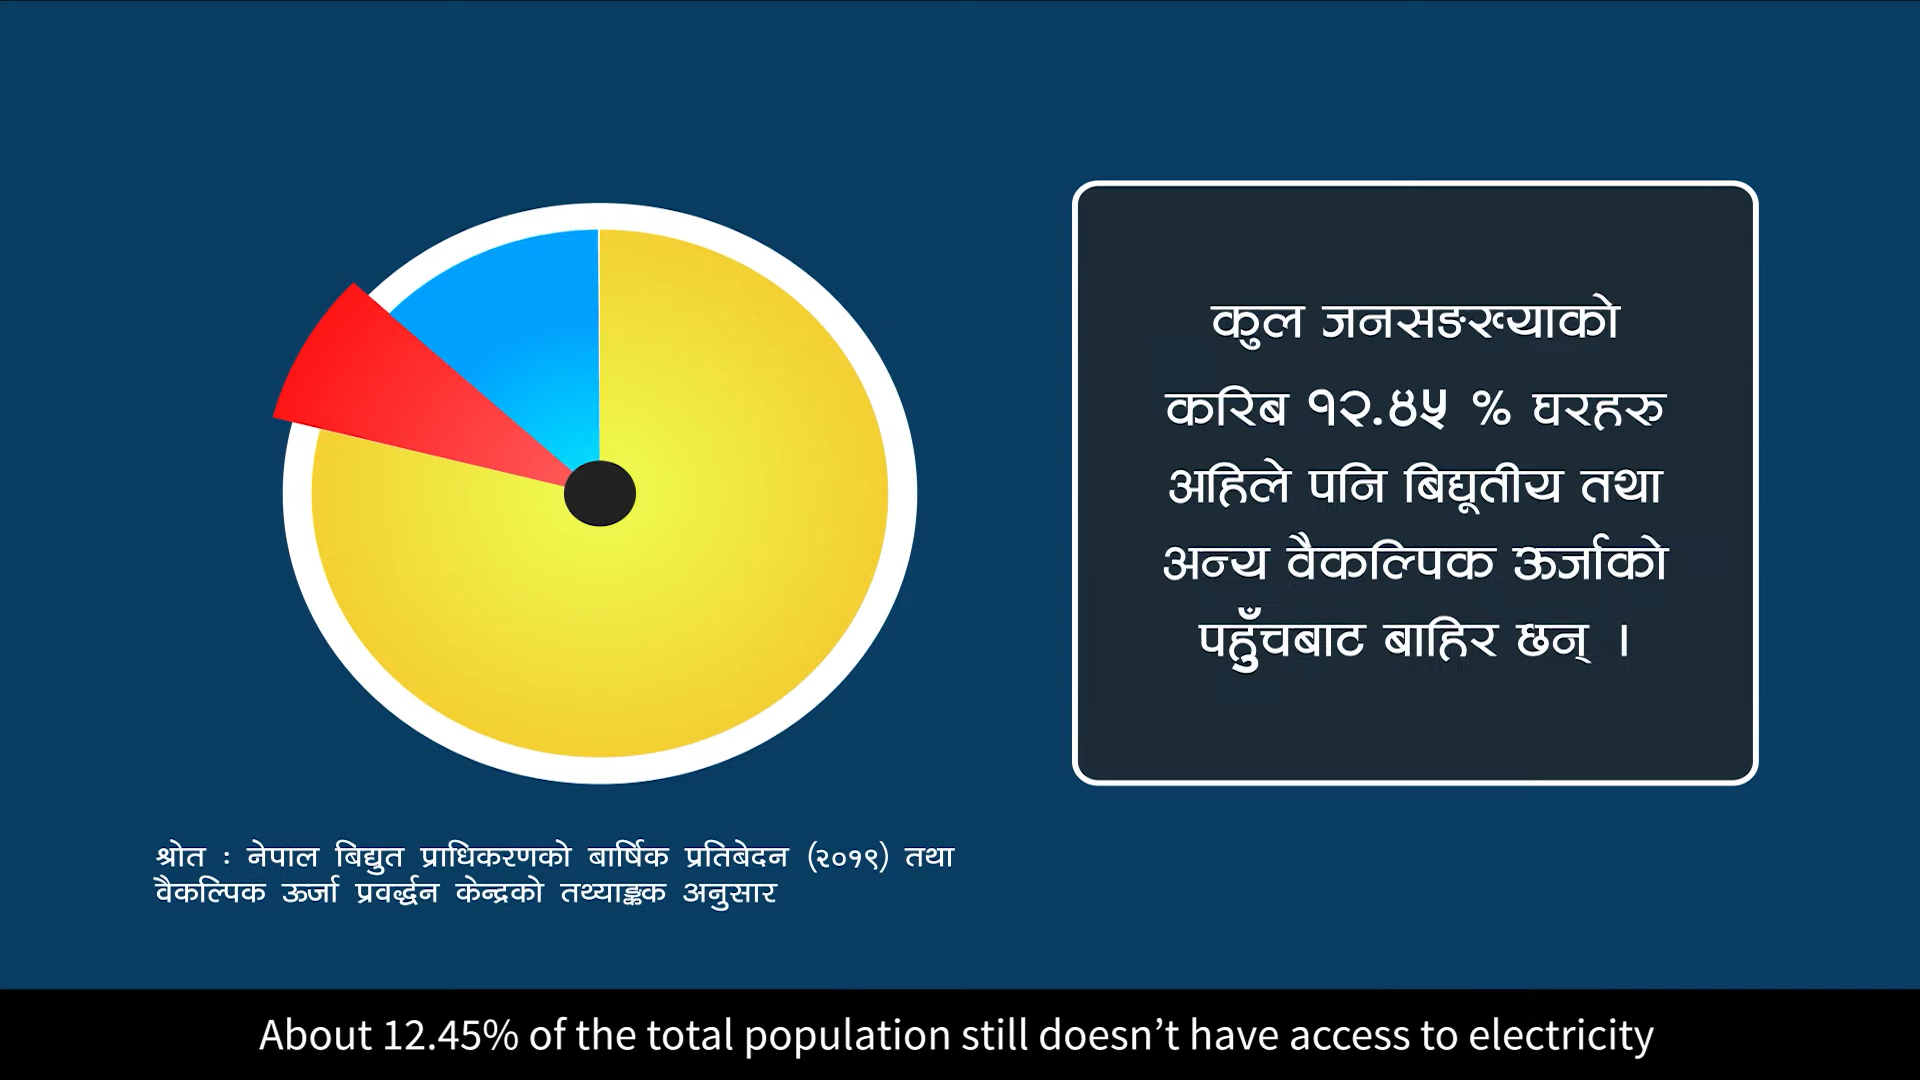 कुल जनसङख्याको
करिब १२.४५ % घरहरु
अहिले पनि बिद्यूतीय तथा
अन्य वैकल्पिक ऊर्जाको
पहुँचबाट बाहिर छन् ।
श्रोत : नेपाल बिद्युत प्राधिकरणको बार्षिक प्रतिबेदन (२०१९) तथा
वैकल्पिक ऊर्जा प्रवर्द्धन केन्द्रको तथ्याङ्कक अनुसार
About 12.45% of the total population still doesn’t have access to electricity